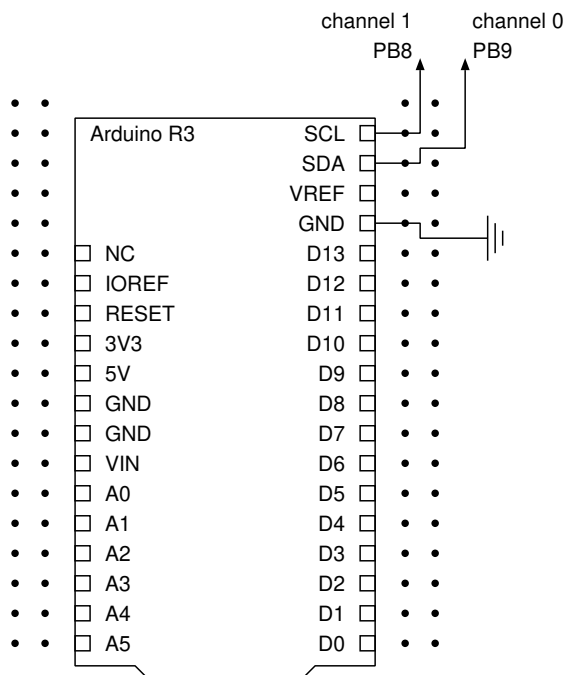 channel 1 channel 0
PB8 PB9
Arduino R3 SCL
SDA
VREF
GND
NC D13
IOREF D12
RESET D11
3V3 D10
5V D9
GND D8
GND D7
VIN D6
A0 D5
A1 D4
A2 D3
A3 D2
A4 D1
A5 D0